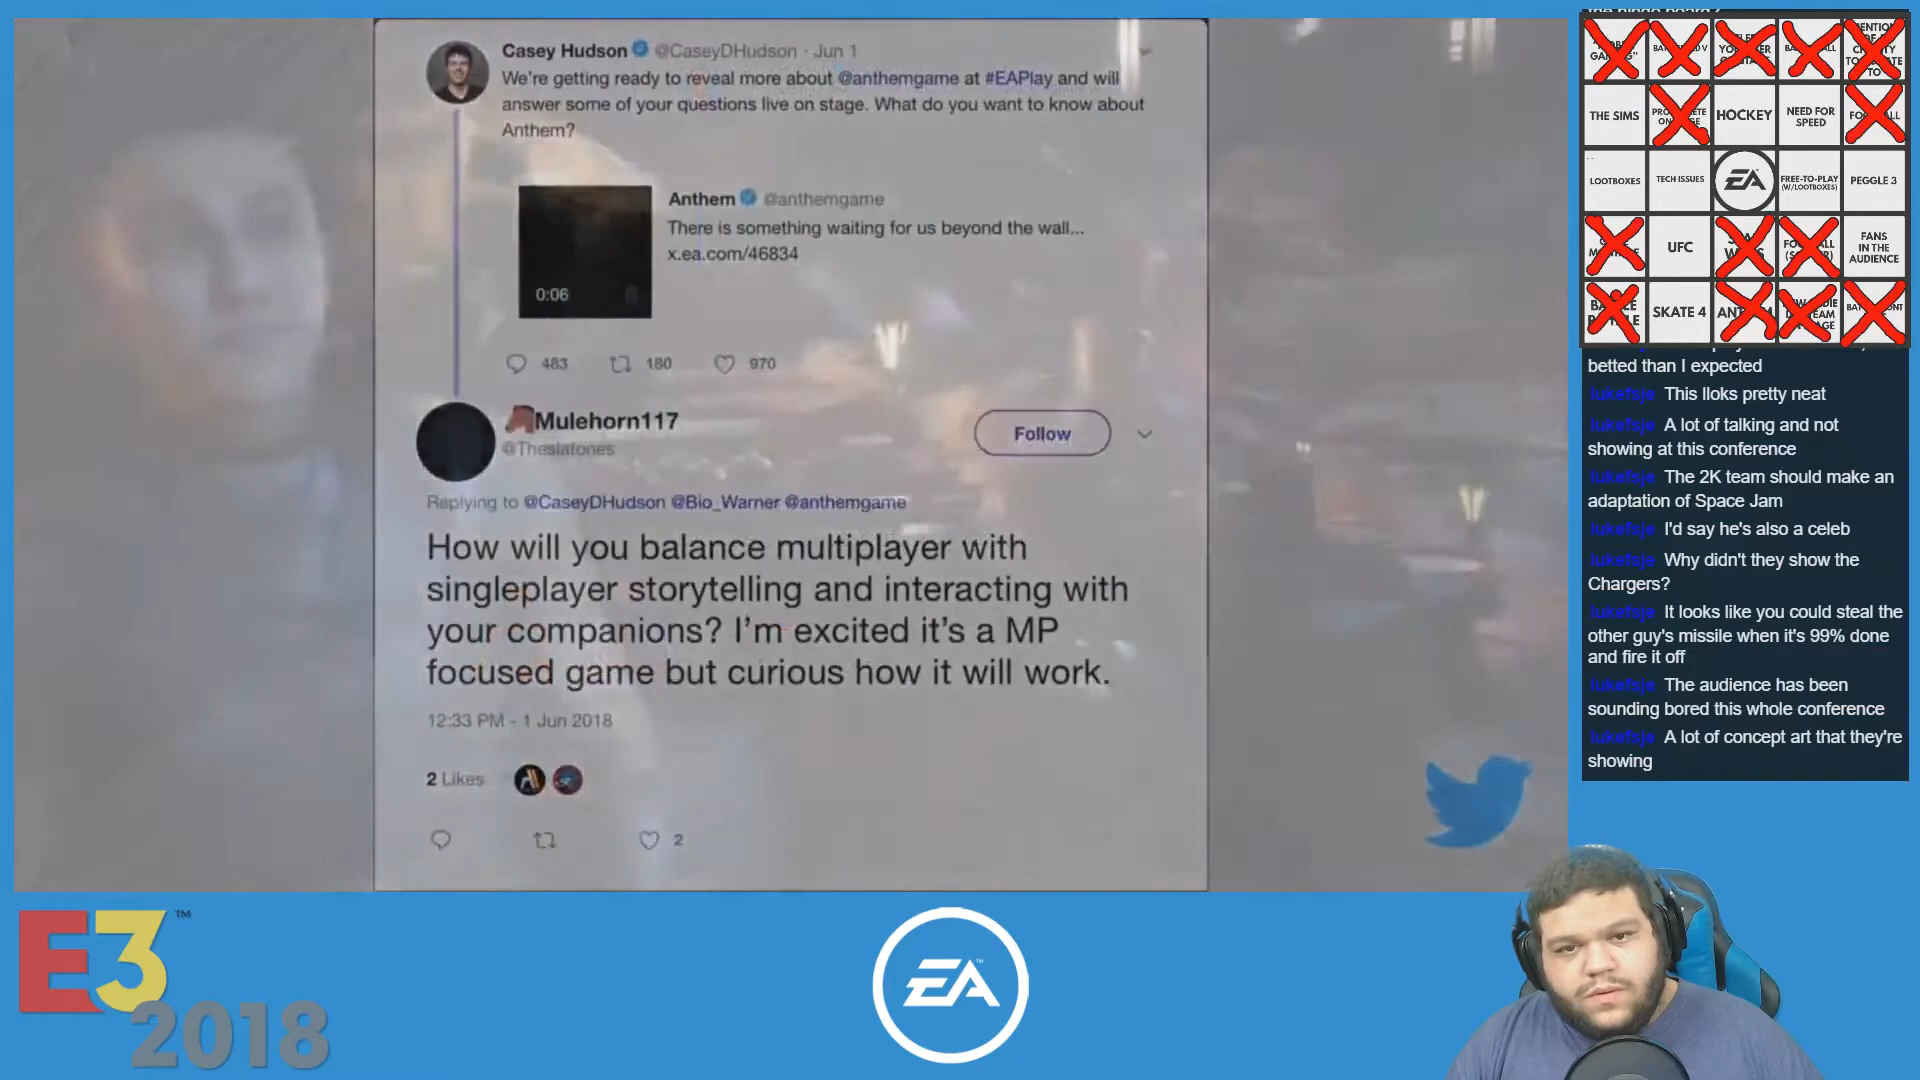 Casey Hudson @CaseyDHudson · Jun 1
We're getting ready to reveal more about @anthemgame at #EAPlay and will
answer some of your questions live on stage. What do you want to know about
Anthem?
Anthem @anthemgame
There is something waiting for us beyond the wall...
x.ea.com/46834
0:06
483 180 970
Mulehorn117
@Theslatones
Follow
Replying to @CaseyDHudson @Bio_Warner @anthemgame
How will you balance multiplayer with
singleplayer storytelling and interacting with
your companions? I'm excited it's a MP
focused game but curious how it will work.
12:33 PM - 1 Jun 2018
2 Likes
2
E3™
2018
EA
THE SIMS
HOCKEY
NEED FOR
SPEED
LOOTBOXES
TECH ISSUES
EA
FREE-TO-PLAY
(W/LOOTBOXES)
PEGGLE 3
UFC
FANS
IN THE
AUDIENCE
SKATE 4
betted than I expected
lukefsje This lloks pretty neat
lukefsje A lot of talking and not
showing at this conference
lukefsje The 2K team should make an
adaptation of Space Jam
lukefsje I'd say he's also a celeb
lukefsje Why didn't they show the
Chargers?
lukefsje It looks like you could steal the
other guy's missile when it's 99% done
and fire it off
lukefsje The audience has been
sounding bored this whole conference
lukefsje A lot of concept art that they're
showing